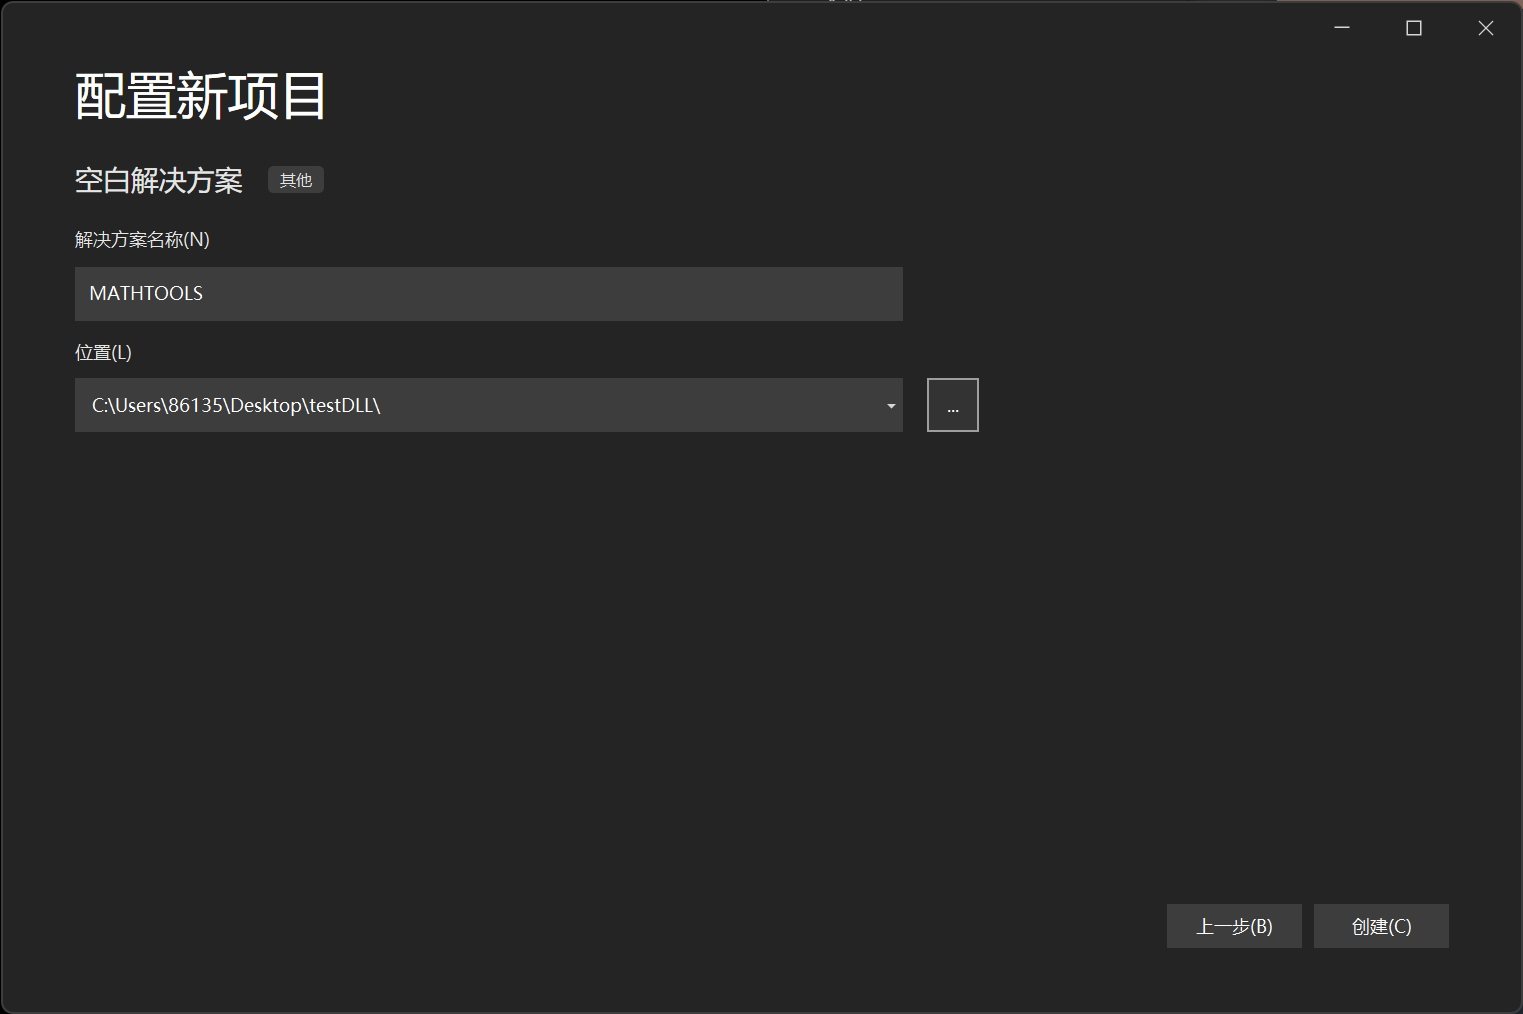 配置新项目
空白解决方案 其他
解决方案名称(N)
MATHTOOLS
位置(L)
C:\Users\86135\Desktop\testDLL\
...
上一步(B) 创建(C)